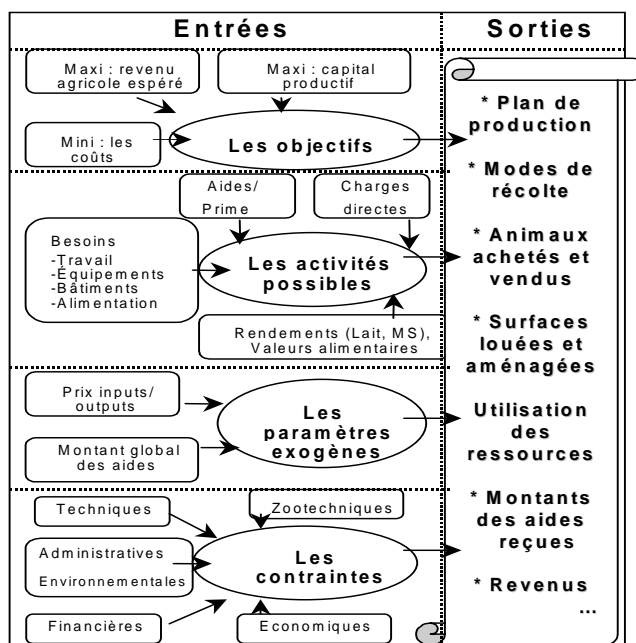 Entrées
Sorties
Maxi : revenu
agricole espéré
Maxi : capital
productif
Mini : les
coûts
Les objectifs
Aides/
Prime
Charges
directes
Besoins
-Travail
-Équipements
-Bâtiments
-Alimentation
Les activités
possibles
Rendements (Lait, MS),
Valeurs alimentaires
Prix inputs/
outputs
Montant global
des aides
Les
paramètres
exogènes
Techniques
Zootechniques
Administratives
Environnementales
Les
contraintes
Financières
Economiques
* Plan de
production
* Modes de
récolte
* Animaux
achetés et
vendus
* Surfaces
louées et
aménagées
Utilisation
des
ressources
* Montants
des aides
reçues
* Revenus
...